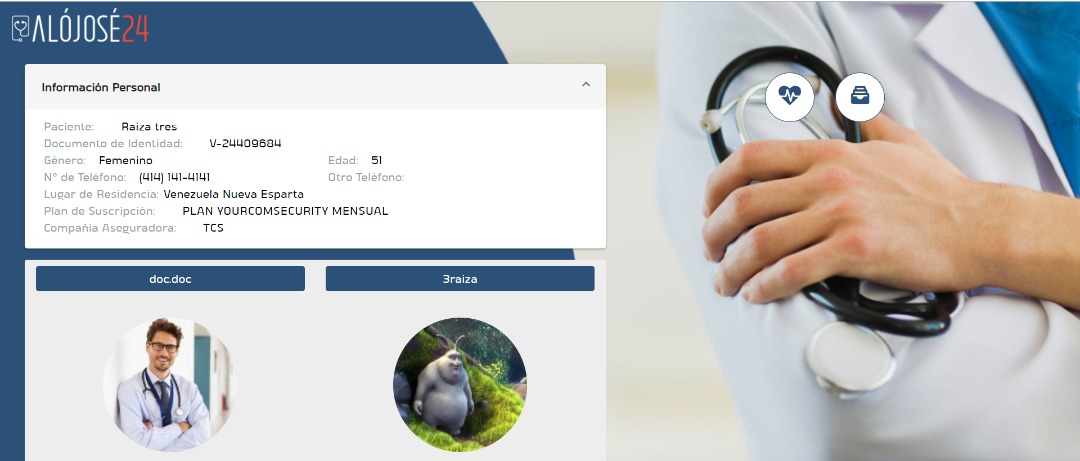 ALÓJOSÉ24
Información Personal
Paciente: Raiza tres
Documento de Identidad: V-24409684
Género: Femenino Edad: 51
N° de Teléfono: (414) 141-4141 Otro Teléfono:
Lugar de Residencia: Venezuela Nueva Esparta
Plan de Suscripción: PLAN YOURCOMSECURITY MENSUAL
Compañia Aseguradora: TCS
doc.doc 3raiza